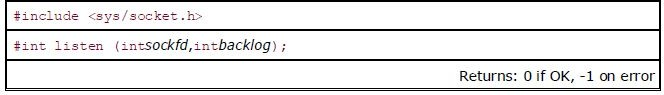 #include <sys/socket.h>
#int listen (intsockfd,intbacklog);
Returns: 0 if OK, -1 on error